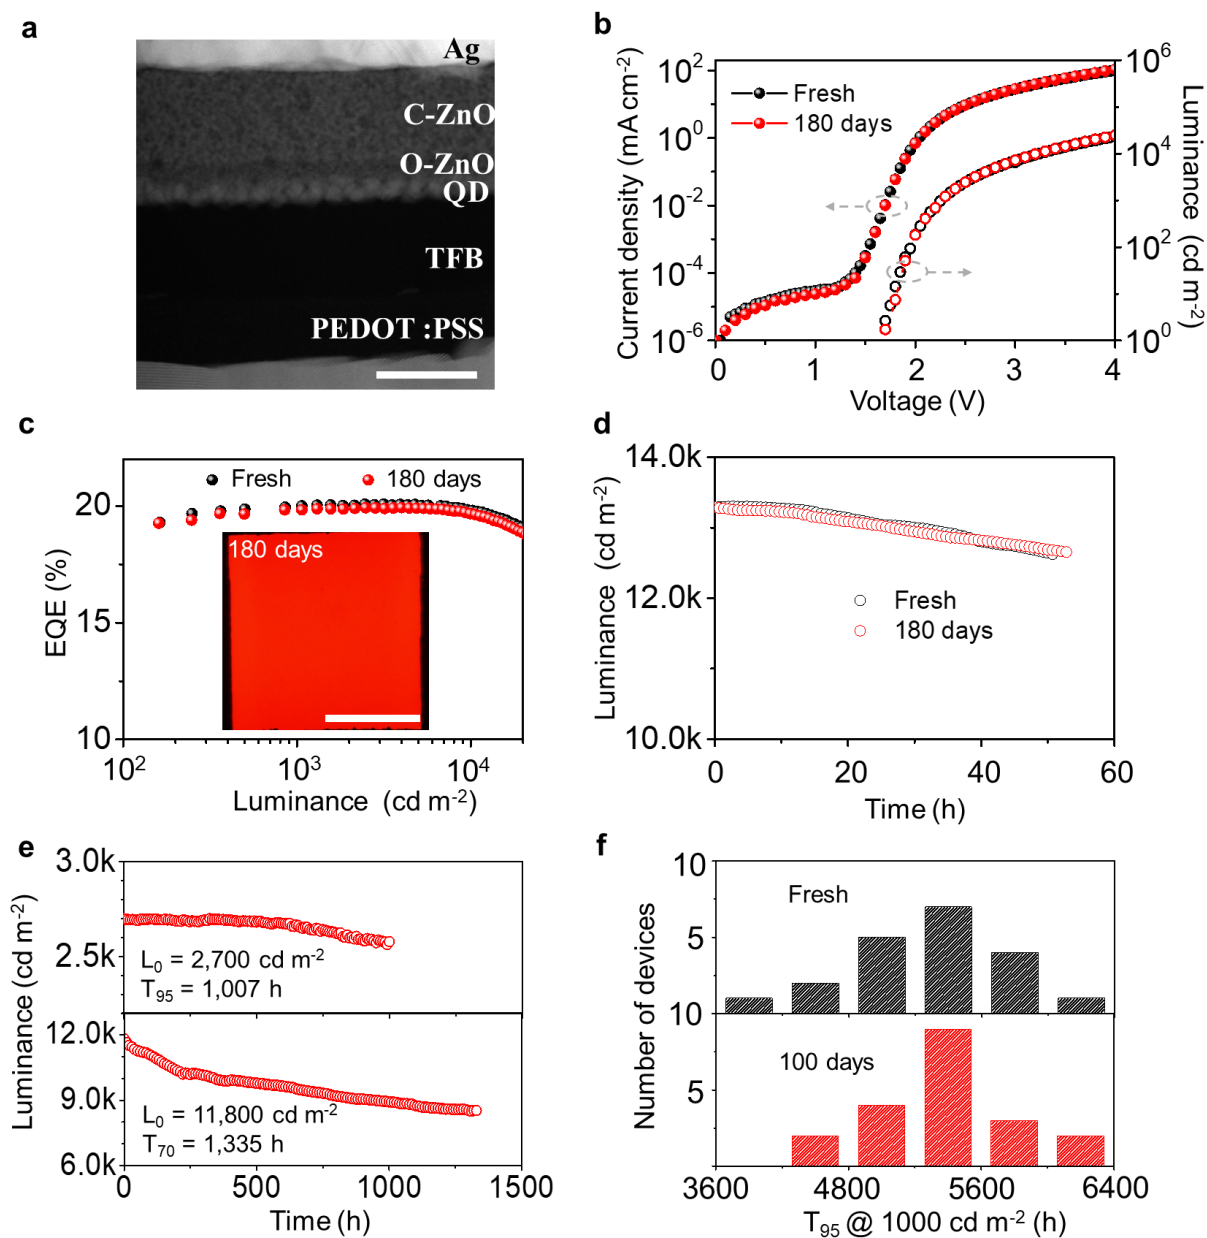 a
Ag
C-ZnO
O-ZnO
QD
TFB
PEDOT :PSS
b
Current density (mA cm⁻²)
10²
10⁰
10⁻²
10⁻⁴
10⁻⁶
Fresh
180 days
10⁶
10⁴
10²
10⁰
Luminance (cd m⁻²)
0 1 2 3 4
Voltage (V)
c
EQE (%)
20
15
10
Fresh 180 days
180 days
10² 10³ 10⁴
Luminance (cd m⁻²)
d
Luminance (cd m⁻²)
14.0k
12.0k
10.0k
Fresh
180 days
0 20 40 60
Time (h)
e
Luminance (cd m⁻²)
3.0k
2.5k
L₀ = 2,700 cd m⁻²
T₉₅ = 1,007 h
12.0k
9.0k
6.0k
L₀ = 11,800 cd m⁻²
T₇₀ = 1,335 h
0 500 1000 1500
Time (h)
f
Number of devices
10
5
Fresh
10
5
100 days
3600 4800 5600 6400
T₉₅ @ 1000 cd m⁻² (h)